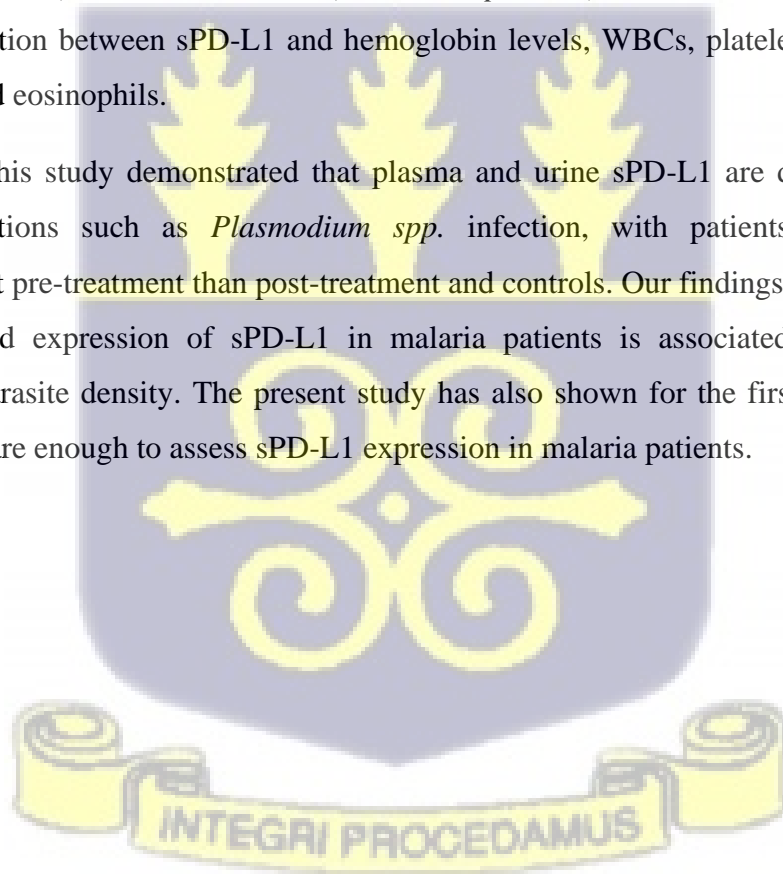 tion between sPD-L1 and hemoglobin levels, WBCs, platele
d eosinophils.
his study demonstrated that plasma and urine sPD-L1 are
tions such as Plasmodium spp. infection, with patients
t pre-treatment than post-treatment and controls. Our findings
d expression of sPD-L1 in malaria patients is associated
rasite density. The present study has also shown for the first
are enough to assess sPD-L1 expression in malaria patients.
INTEGRI PROCEDAMUS